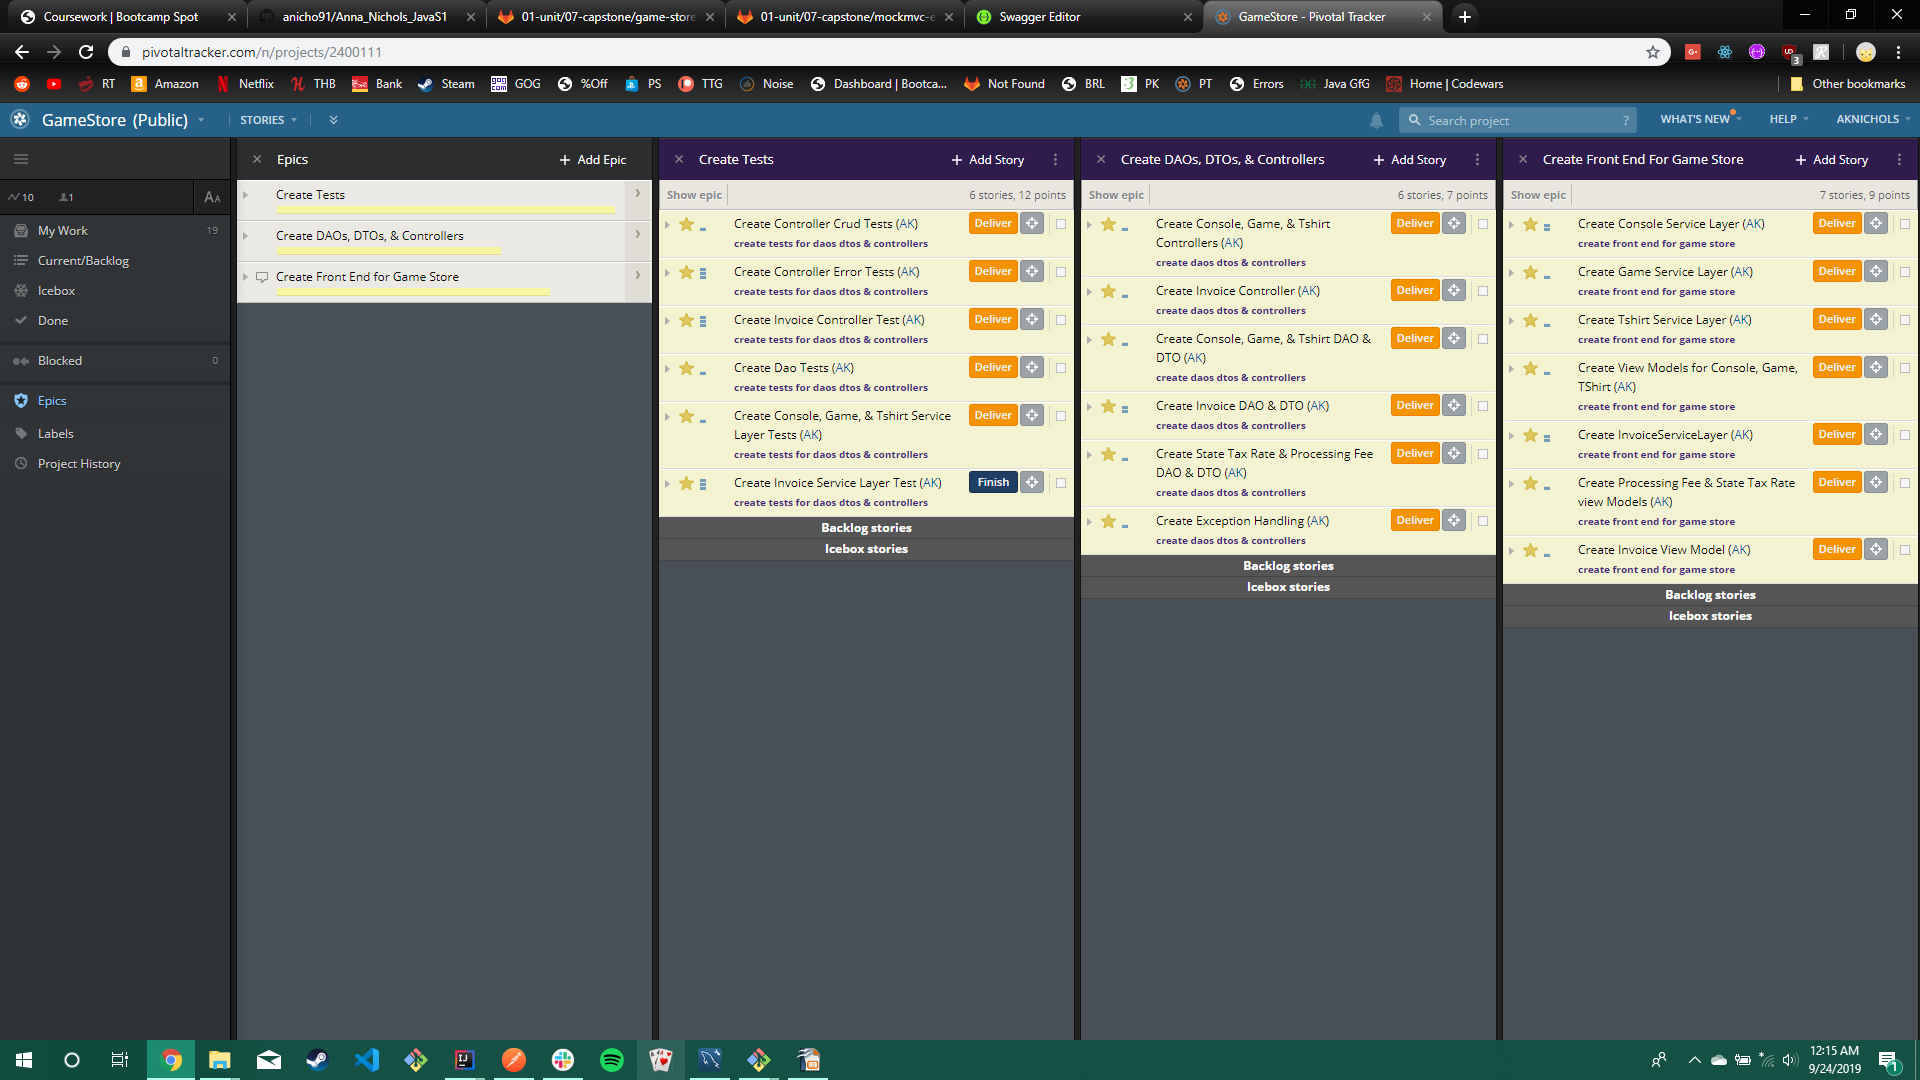 Coursework | Bootcamp Spot
anicho91/Anna_Nichols_JavaS1
01-unit/07-capstone/game-store
01-unit/07-capstone/mockmvc-e
Swagger Editor
GameStore - Pivotal Tracker
pivotaltracker.com/n/projects/2400111
3
RT
Amazon
Netflix
THB
Bank
Steam
GOG
%Off
PS
TTG
Noise
Dashboard | Bootca...
Not Found
BRL
PK
PT
Errors
Java GfG
Home | Codewars
Other bookmarks
GameStore (Public)
STORIES
Search project
?
WHAT'S NEW
HELP
AKNICHOLS
10
1
AA
My Work 19
Current/Backlog
Icebox
Done
Blocked 0
Epics
Labels
Project History
Epics
+ Add Epic
Create Tests
Create DAOs, DTOs, & Controllers
Create Front End for Game Store
Create Tests
+ Add Story
Show epic
6 stories, 12 points
Create Controller Crud Tests (AK)
Deliver
create tests for daos dtos & controllers
Create Controller Error Tests (AK)
Deliver
create tests for daos dtos & controllers
Create Invoice Controller Test (AK)
Deliver
create tests for daos dtos & controllers
Create Dao Tests (AK)
Deliver
create tests for daos dtos & controllers
Create Console, Game, & Tshirt Service
Layer Tests (AK)
Deliver
create tests for daos dtos & controllers
Create Invoice Service Layer Test (AK)
Finish
create tests for daos dtos & controllers
Backlog stories
Icebox stories
Create DAOs, DTOs, & Controllers
+ Add Story
Show epic
6 stories, 7 points
Create Console, Game, & Tshirt
Controllers (AK)
Deliver
create daos dtos & controllers
Create Invoice Controller (AK)
Deliver
create daos dtos & controllers
Create Console, Game, & Tshirt DAO &
DTO (AK)
Deliver
create daos dtos & controllers
Create Invoice DAO & DTO (AK)
Deliver
create daos dtos & controllers
Create State Tax Rate & Processing Fee
DAO & DTO (AK)
Deliver
create daos dtos & controllers
Create Exception Handling (AK)
Deliver
create daos dtos & controllers
Backlog stories
Icebox stories
Create Front End For Game Store
+ Add Story
Show epic
7 stories, 9 points
Create Console Service Layer (AK)
Deliver
create front end for game store
Create Game Service Layer (AK)
Deliver
create front end for game store
Create Tshirt Service Layer (AK)
Deliver
create front end for game store
Create View Models for Console, Game,
TShirt (AK)
Deliver
create front end for game store
Create InvoiceServiceLayer (AK)
Deliver
create front end for game store
Create Processing Fee & State Tax Rate
view Models (AK)
Deliver
create front end for game store
Create Invoice View Model (AK)
Deliver
create front end for game store
Backlog stories
Icebox stories
12:15 AM
9/24/2019
1